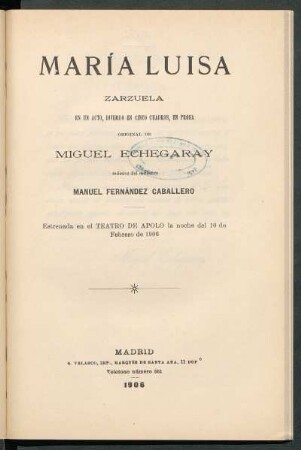 MARÍA LUISA
ZARZUELA
EN UN ACTO, DIVIDIDO EN CINCO CUADROS, EN PROSA
ORIGINAL DE
MIGUEL ECHEGARAY
música del maestro
MANUEL FERNÁNDEZ CABALLERO
Estrenada en el TEATRO DE APOLO la noche del 10 de
Febrero de 1906
MADRID
R. VELASCO, IMP., MARQUÉS DE SANTA ANA, 11 DUP.º
Teléfono número 551
1906